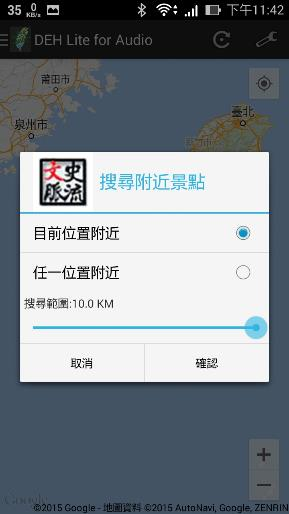 35 0 KB/s 下午11:42
DEH Lite for Audio
莆田市
泉州市
臺北
文史脈流
搜尋附近景點
目前位置附近
任一位置附近
搜尋範圍:10.0 KM
取消 確認
Google
©2015 Google - 地圖資料 ©2015 AutoNavi, Google, ZENRIN